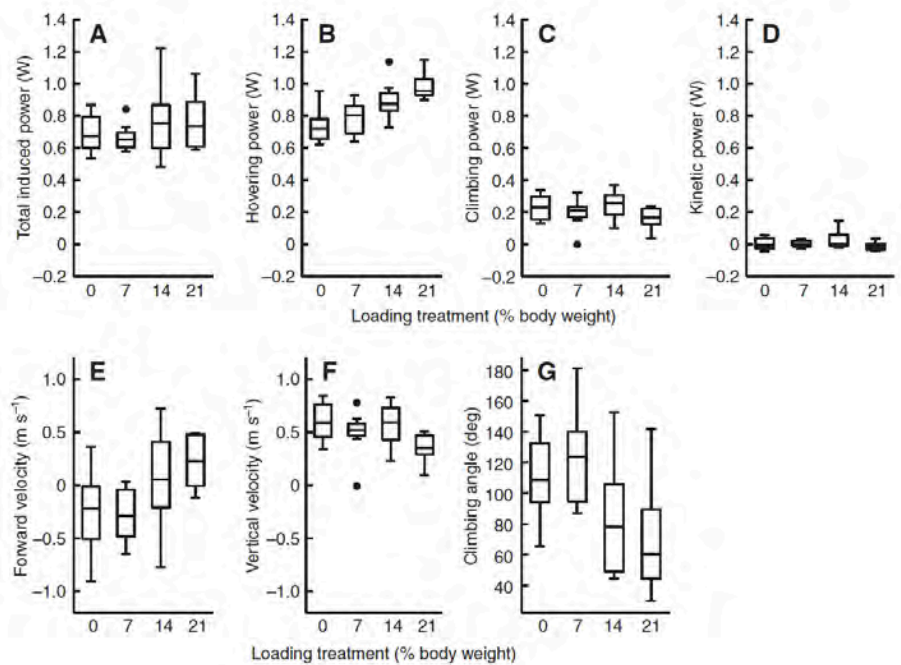 A
B
C
D
Total induced power (W)
1.4
1.2
1.0
0.8
0.6
0.4
0.2
0
–0.2
0 7 14 21
Hovering power (W)
1.4
1.2
1.0
0.8
0.6
0.4
0.2
0
–0.2
0 7 14 21
Climbing power (W)
1.4
1.2
1.0
0.8
0.6
0.4
0.2
0
–0.2
0 7 14 21
Kinetic power (W)
1.4
1.2
1.0
0.8
0.6
0.4
0.2
0
–0.2
0 7 14 21
Loading treatment (% body weight)
E
F
G
Forward velocity (m s⁻¹)
1.0
0.5
0
–0.5
–1.0
0 7 14 21
Vertical velocity (m s⁻¹)
1.0
0.5
0
–0.5
–1.0
0 7 14 21
Climbing angle (deg)
180
160
140
120
100
80
60
40
0 7 14 21
Loading treatment (% body weight)